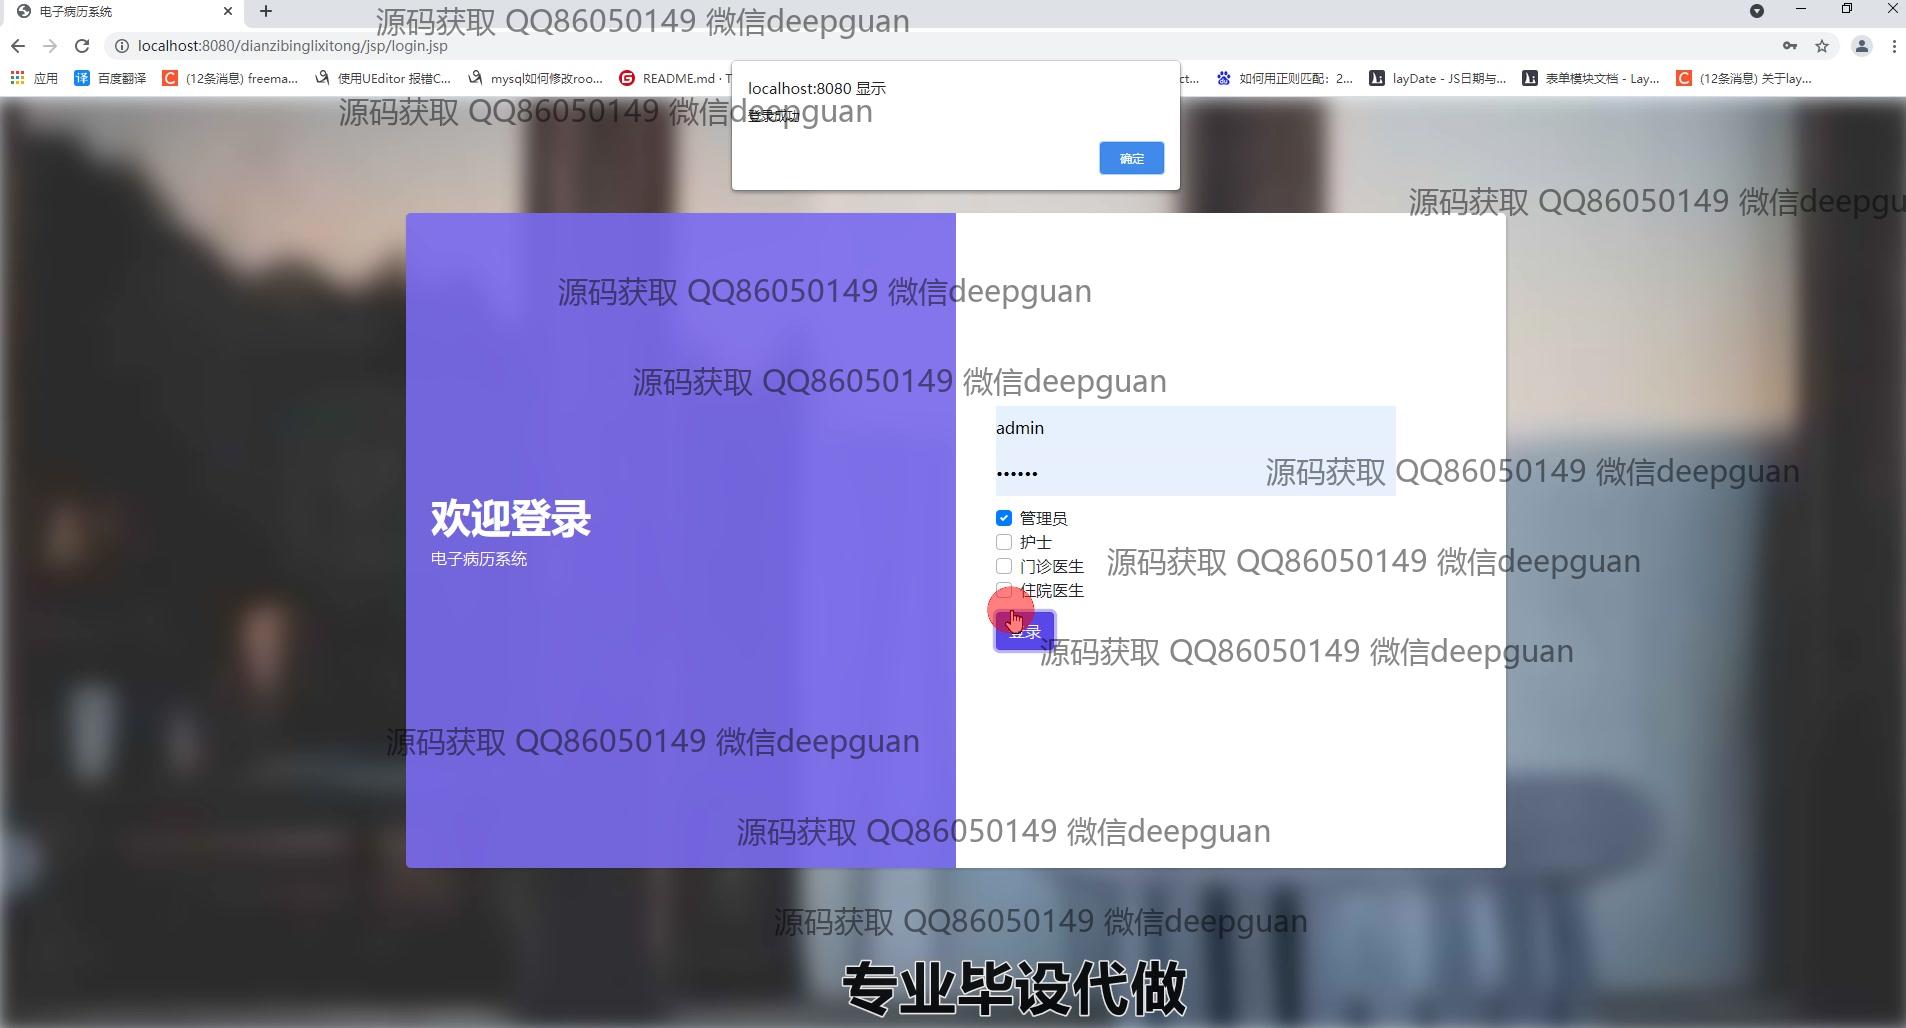 电子病历系统
源码获取 QQ86050149 微信deepguan
localhost:8080/dianzibinglixitong/jsp/login.jsp
应用 百度翻译 (12条消息) freema... 使用UEditor 报错C... mysql如何修改roo... README.md · T ct... 如何用正则匹配：2... layDate - JS日期与... 表单模块文档 - Lay... (12条消息) 关于lay...
localhost:8080 显示
源码获取 QQ86050149 微信deepguan
登录成功
确定
源码获取 QQ86050149 微信deepgu
源码获取 QQ86050149 微信deepguan
源码获取 QQ86050149 微信deepguan
admin
源码获取 QQ86050149 微信deepguan
欢迎登录
电子病历系统
管理员
护士
门诊医生
源码获取 QQ86050149 微信deepguan
住院医生
登录
源码获取 QQ86050149 微信deepguan
源码获取 QQ86050149 微信deepguan
源码获取 QQ86050149 微信deepguan
源码获取 QQ86050149 微信deepguan
专业毕设代做